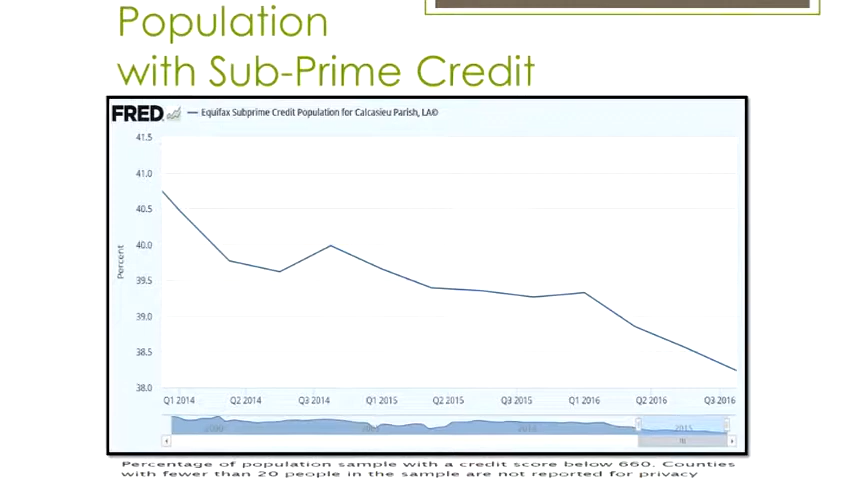 Population
with Sub-Prime Credit
FRED — Equifax Subprime Credit Population for Calcasieu Parish, LA©
41.5
41.0
40.5
40.0
39.5
39.0
38.5
38.0
Percent
Q1 2014 Q2 2014 Q3 2014 Q1 2015 Q2 2015 Q3 2015 Q1 2016 Q2 2016 Q3 2016
2015
Percentage of population sample with a credit score below 660. Counties
with fewer than 20 people in the sample are not reported for privacy